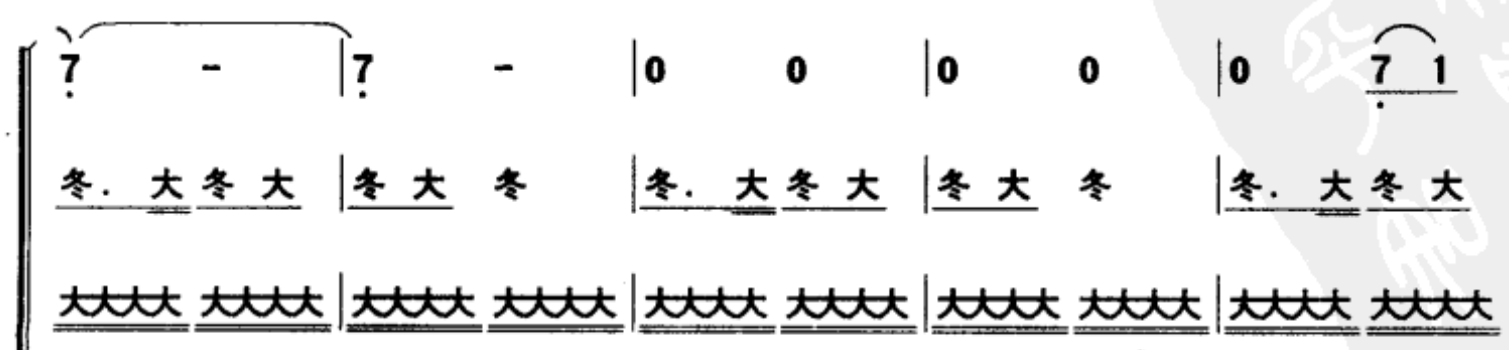 7 - | 7 - | 0 0 | 0 0 | 0 7 1
冬. 大 冬 大 | 冬 大 冬 | 冬. 大 冬 大 | 冬 大 冬 | 冬. 大 冬 大
大大大大 大大大大 | 大大大大 大大大大 | 大大大大 大大大大 | 大大大大 大大大大 | 大大大大 大大大大